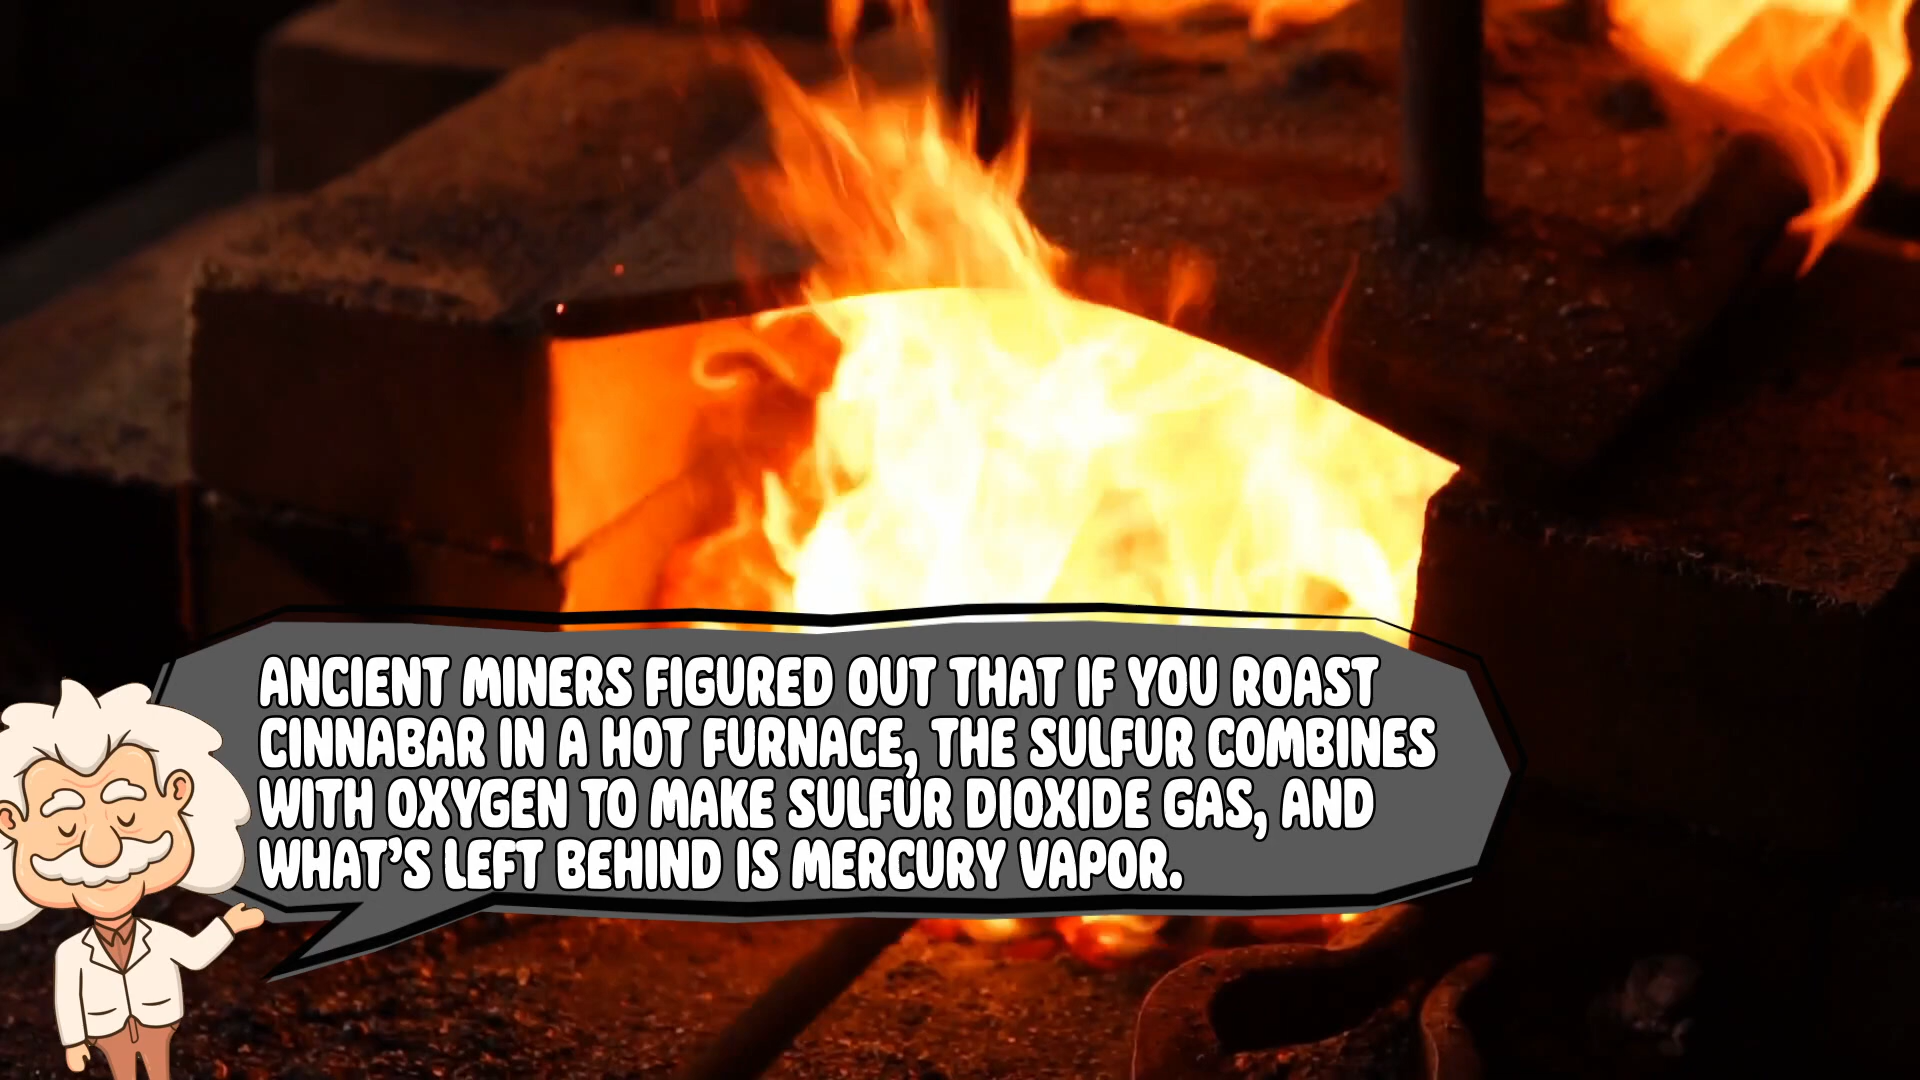 ANCIENT MINERS FIGURED OUT THAT IF YOU ROAST
CINNABAR IN A HOT FURNACE, THE SULFUR COMBINES
WITH OXYGEN TO MAKE SULFUR DIOXIDE GAS, AND
WHAT'S LEFT BEHIND IS MERCURY VAPOR.